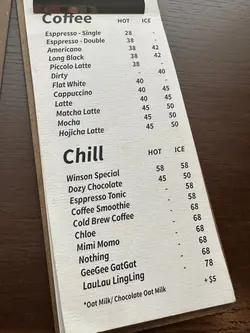 Coffee HOT ICE
Esppresso - Single 28 -
Esppresso - Double 38 -
Americano 38 42
Long Black 38 42
Piccolo Latte 38 -
Dirty - 40
Flat White 40 -
Cappuccino 40 45
Latte 40 45
Matcha Latte 45 50
Mocha 45 50
Hojicha Latte 45 50
Chill HOT ICE
Winson Special 58 58
Dozy Chocolate 45 50
Esppresso Tonic - 58
Coffee Smoothie - 58
Cold Brew Coffee - 68
Chloe - 68
Mimi Momo - 68
Nothing - 68
GeeGee GatGat - 68
LauLau LingLing - 78
*Oat Milk/ Chocolate Oat Milk +$5